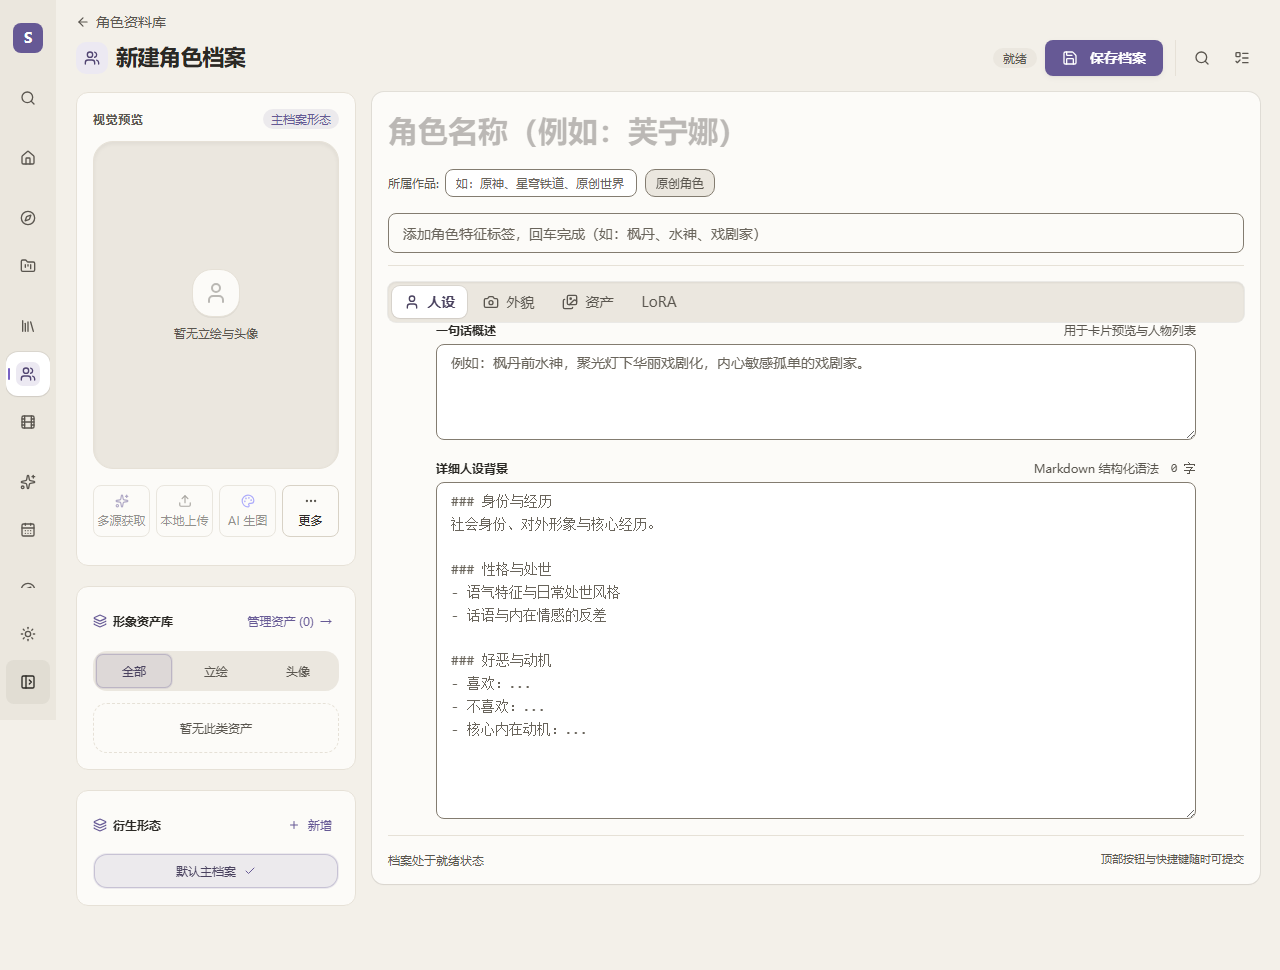 S
角色资料库
新建角色档案
就绪
保存档案
视觉预览
主档案形态
暂无立绘与头像
多源获取
本地上传
AI 生图
更多
形象资产库
管理资产 (0) →
全部
立绘
头像
暂无此类资产
衍生形态
+ 新增
默认主档案
角色名称（例如：芙宁娜）
所属作品:
如：原神、星穹铁道、原创世界
原创角色
添加角色特征标签，回车完成（如：枫丹、水神、戏剧家）
人设
外貌
资产
LoRA
一句话概述
用于卡片预览与人物列表
例如：枫丹前水神，聚光灯下华丽戏剧化，内心敏感孤单的戏剧家。
详细人设背景
Markdown 结构化语法
0 字
### 身份与经历
社会身份、对外形象与核心经历。
### 性格与处世
- 语气特征与日常处世风格
- 话语与内在情感的反差
### 好恶与动机
- 喜欢：...
- 不喜欢：...
- 核心内在动机：...
档案处于就绪状态
顶部按钮与快捷键随时可提交